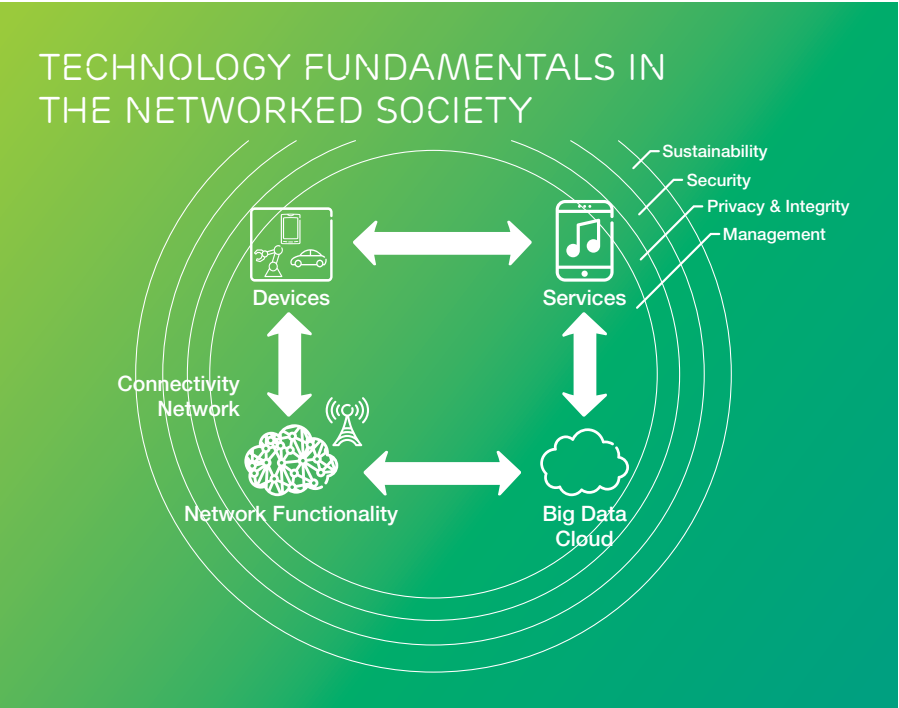 TECHNOLOGY FUNDAMENTALS IN
THE NETWORKED SOCIETY
Sustainability
Security
Privacy & Integrity
Management
Devices
Services
Connectivity
Network
Network Functionality
Big Data
Cloud